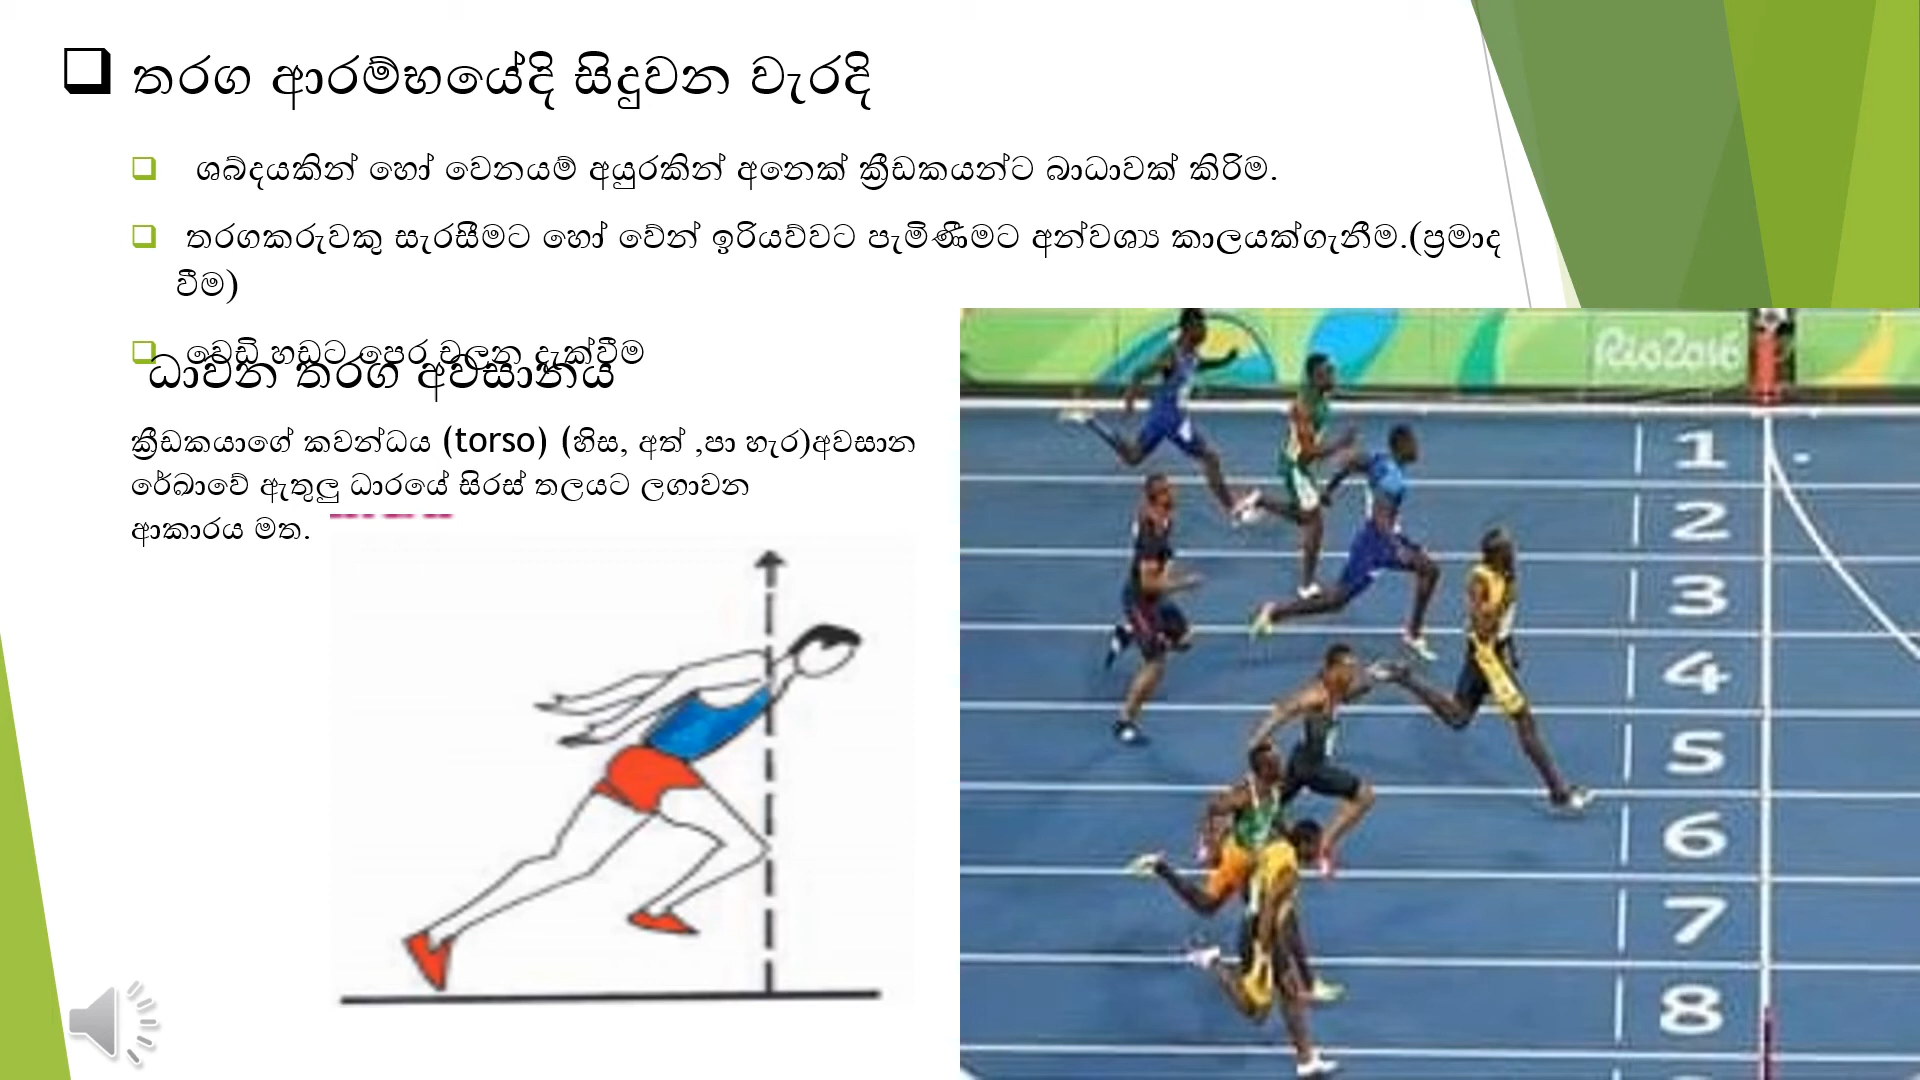 තරග ආරම්භයේදි සිදුවන වැරදි
ශබ්දයකින් හෝ වෙනයම් අයුරකින් අනෙක් ක්‍රීඩකයන්ට බාධාවක් කිරිම.
තරගකරුවකු සැරසීමට හෝ වේන් ඉරියව්වට පැමිණීමට අන්වශ්‍ය කාලයක්ගැනීම.(ප්‍රමාද
වීම)
වෙඩි හඩට පෙර චලන දැක්වීම
ධාවන තරග අවසානය
ක්‍රීඩකයාගේ කවන්ධය (torso) (හිස, අත් ,පා හැර)අවසාන
රේඛාවේ ඇතුලු ධාරයේ සිරස් තලයට ලගාවන
ආකාරය මත.
Rio2016
1
2
3
4
5
6
7
8